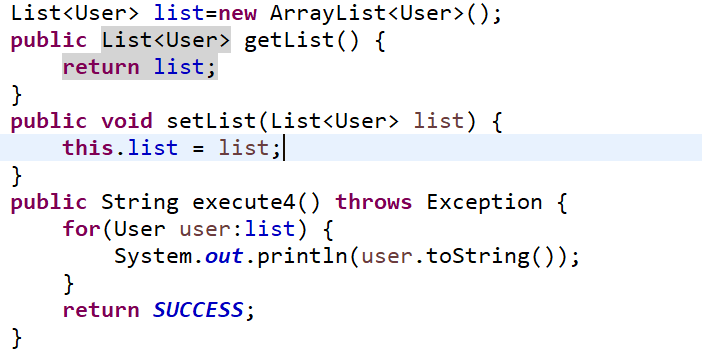 List<User> list=new ArrayList<User>();
public List<User> getList() {
    return list;
}
public void setList(List<User> list) {
    this.list = list;
}
public String execute4() throws Exception {
    for(User user:list) {
        System.out.println(user.toString());
    }
    return SUCCESS;
}